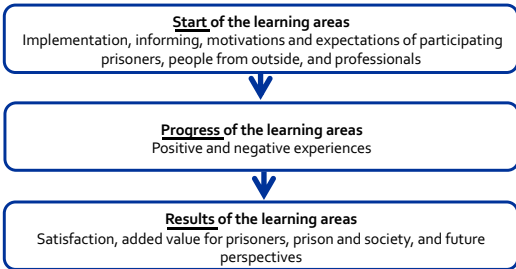 Start of the learning areas
Implementation, informing, motivations and expectations of participating
prisoners, people from outside, and professionals
Progress of the learning areas
Positive and negative experiences
Results of the learning areas
Satisfaction, added value for prisoners, prison and society, and future
perspectives